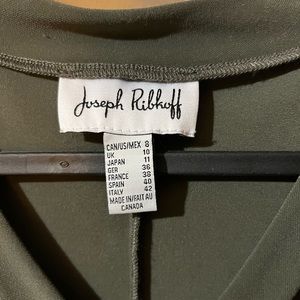 Joseph Ribkoff
CAN/US/MEX 8
UK 10
JAPAN 11
GER 36
FRANCE 38
SPAIN 40
ITALY 42
MADE IN/FAIT AU
CANADA